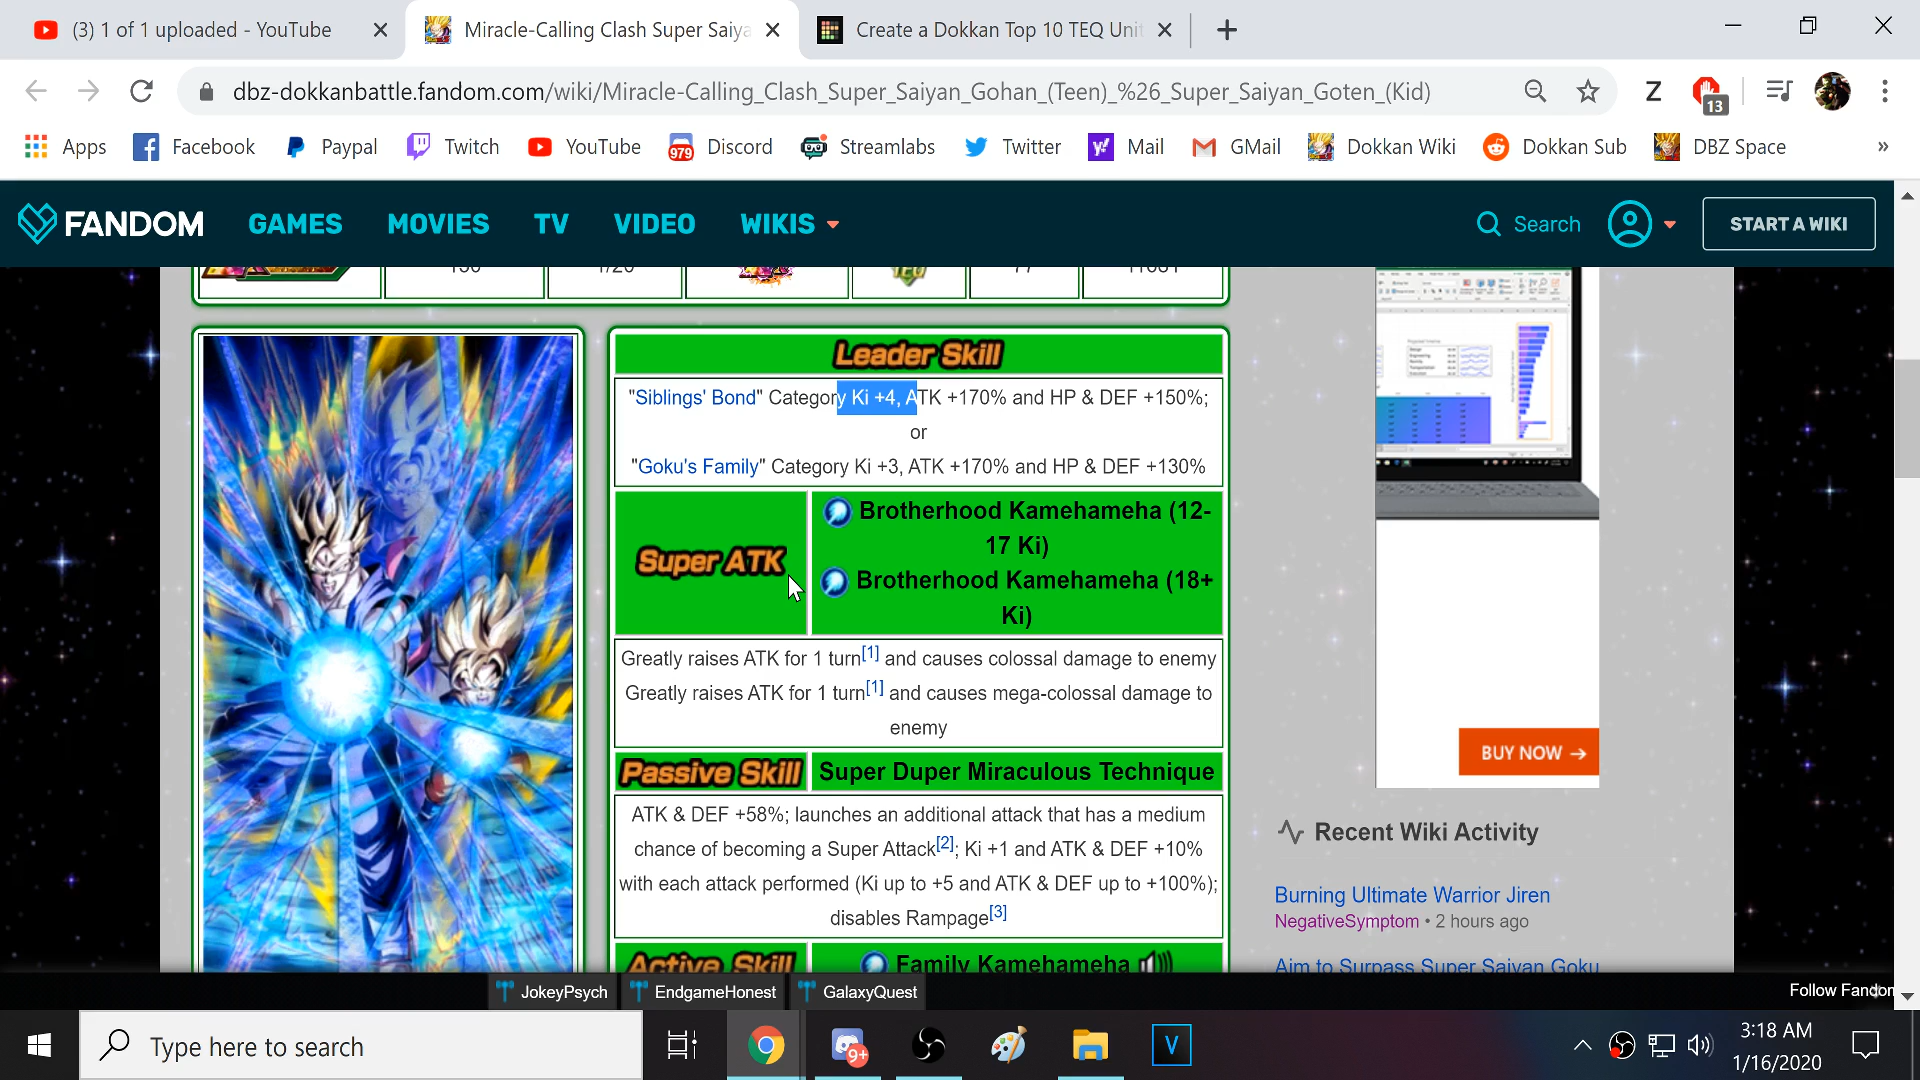 (3) 1 of 1 uploaded - YouTube
Miracle-Calling Clash Super Saiya
Create a Dokkan Top 10 TEQ Unit
dbz-dokkanbattle.fandom.com/wiki/Miracle-Calling_Clash_Super_Saiyan_Gohan_(Teen)_%26_Super_Saiyan_Goten_(Kid)
Z
13
Apps
Facebook
Paypal
Twitch
YouTube
979
Discord
Streamlabs
Twitter
y!
Mail
GMail
Dokkan Wiki
Dokkan Sub
DBZ Space
»
FANDOM
GAMES
MOVIES
TV
VIDEO
WIKIS
Search
START A WIKI
TEQ
Leader Skill
"Siblings' Bond" Category Ki +4, ATK +170% and HP & DEF +150%;
or
"Goku's Family" Category Ki +3, ATK +170% and HP & DEF +130%
Super ATK
Brotherhood Kamehameha (12-
17 Ki)
Brotherhood Kamehameha (18+
Ki)
Greatly raises ATK for 1 turn[1] and causes colossal damage to enemy
Greatly raises ATK for 1 turn[1] and causes mega-colossal damage to
enemy
Passive Skill
Super Duper Miraculous Technique
ATK & DEF +58%; launches an additional attack that has a medium
chance of becoming a Super Attack[2]; Ki +1 and ATK & DEF +10%
with each attack performed (Ki up to +5 and ATK & DEF up to +100%);
disables Rampage[3]
Active Skill
Family Kamehameha
BUY NOW →
Recent Wiki Activity
Burning Ultimate Warrior Jiren
NegativeSymptom • 2 hours ago
Aim to Surpass Super Saiyan Goku
JokeyPsych
EndgameHonest
GalaxyQuest
Follow Fandom
Type here to search
9+
V
3:18 AM
1/16/2020